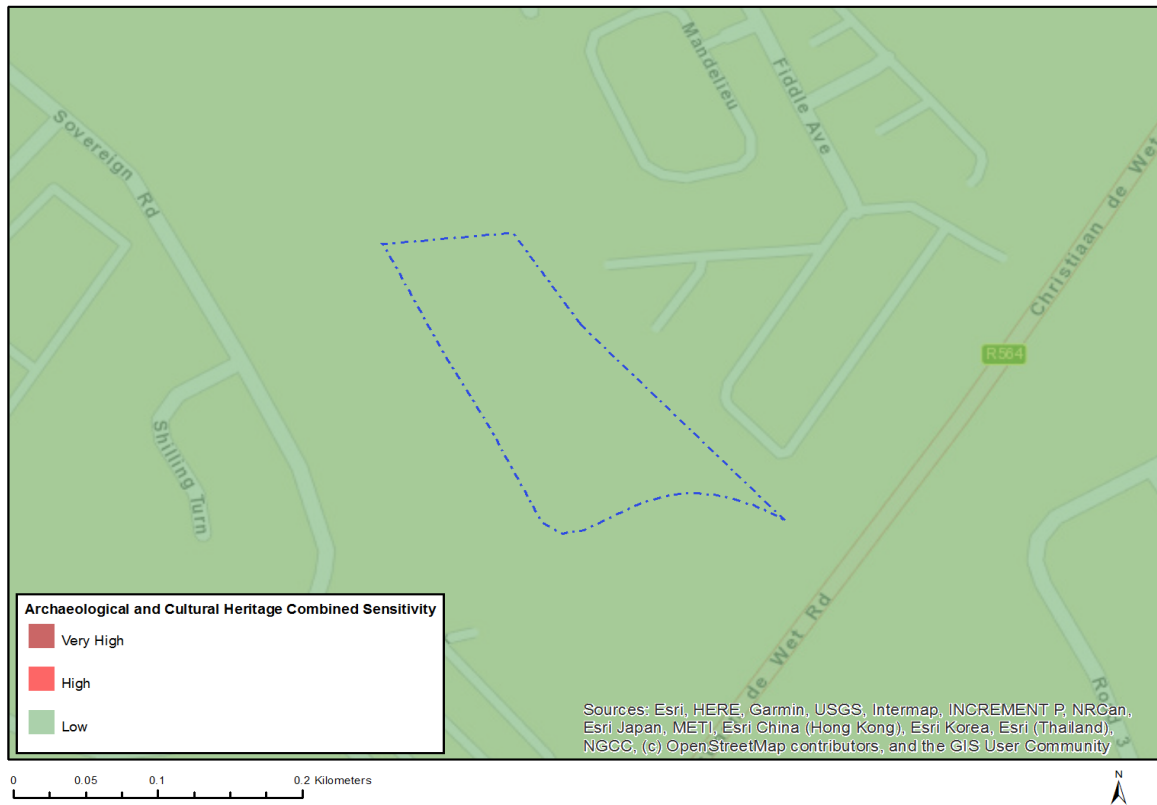 Mandelieu
Fiddle Ave
Sovereign Rd
Christiaan de Wet
R564
Shilling Turn
de Wet Rd
Road 3
Archaeological and Cultural Heritage Combined Sensitivity
Very High
High
Low
Sources: Esri, HERE, Garmin, USGS, Intermap, INCREMENT P, NRCan,
Esri Japan, METI, Esri China (Hong Kong), Esri Korea, Esri (Thailand),
NGCC, (c) OpenStreetMap contributors, and the GIS User Community
0 0.05 0.1 0.2 Kilometers
N